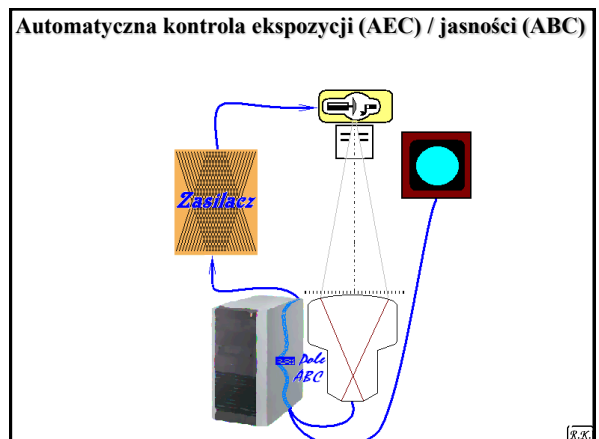 Automatyczna kontrola ekspozycji (AEC) / jasności (ABC)
Zasilacz
Pole
ABC
R.K.